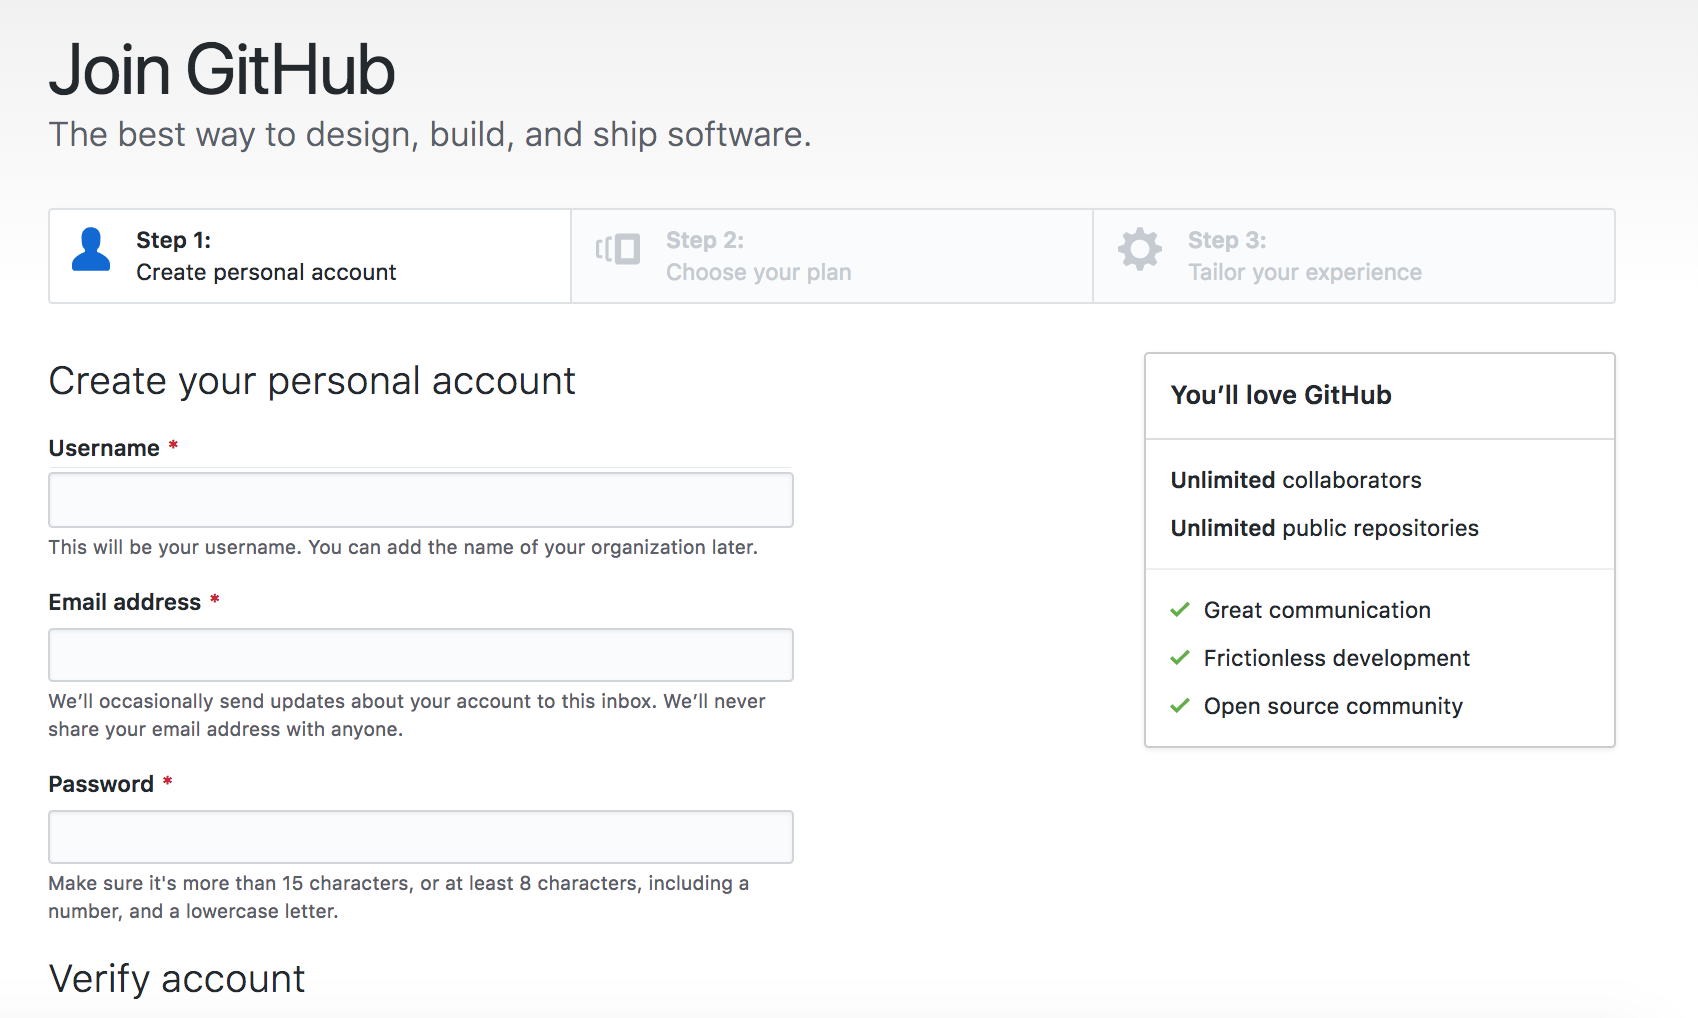 Join GitHub
The best way to design, build, and ship software.
Step 1:
Create personal account
Step 2:
Choose your plan
Step 3:
Tailor your experience
Create your personal account
Username *
This will be your username. You can add the name of your organization later.
Email address *
We’ll occasionally send updates about your account to this inbox. We’ll never
share your email address with anyone.
Password *
Make sure it's more than 15 characters, or at least 8 characters, including a
number, and a lowercase letter.
Verify account
You’ll love GitHub
Unlimited collaborators
Unlimited public repositories
Great communication
Frictionless development
Open source community